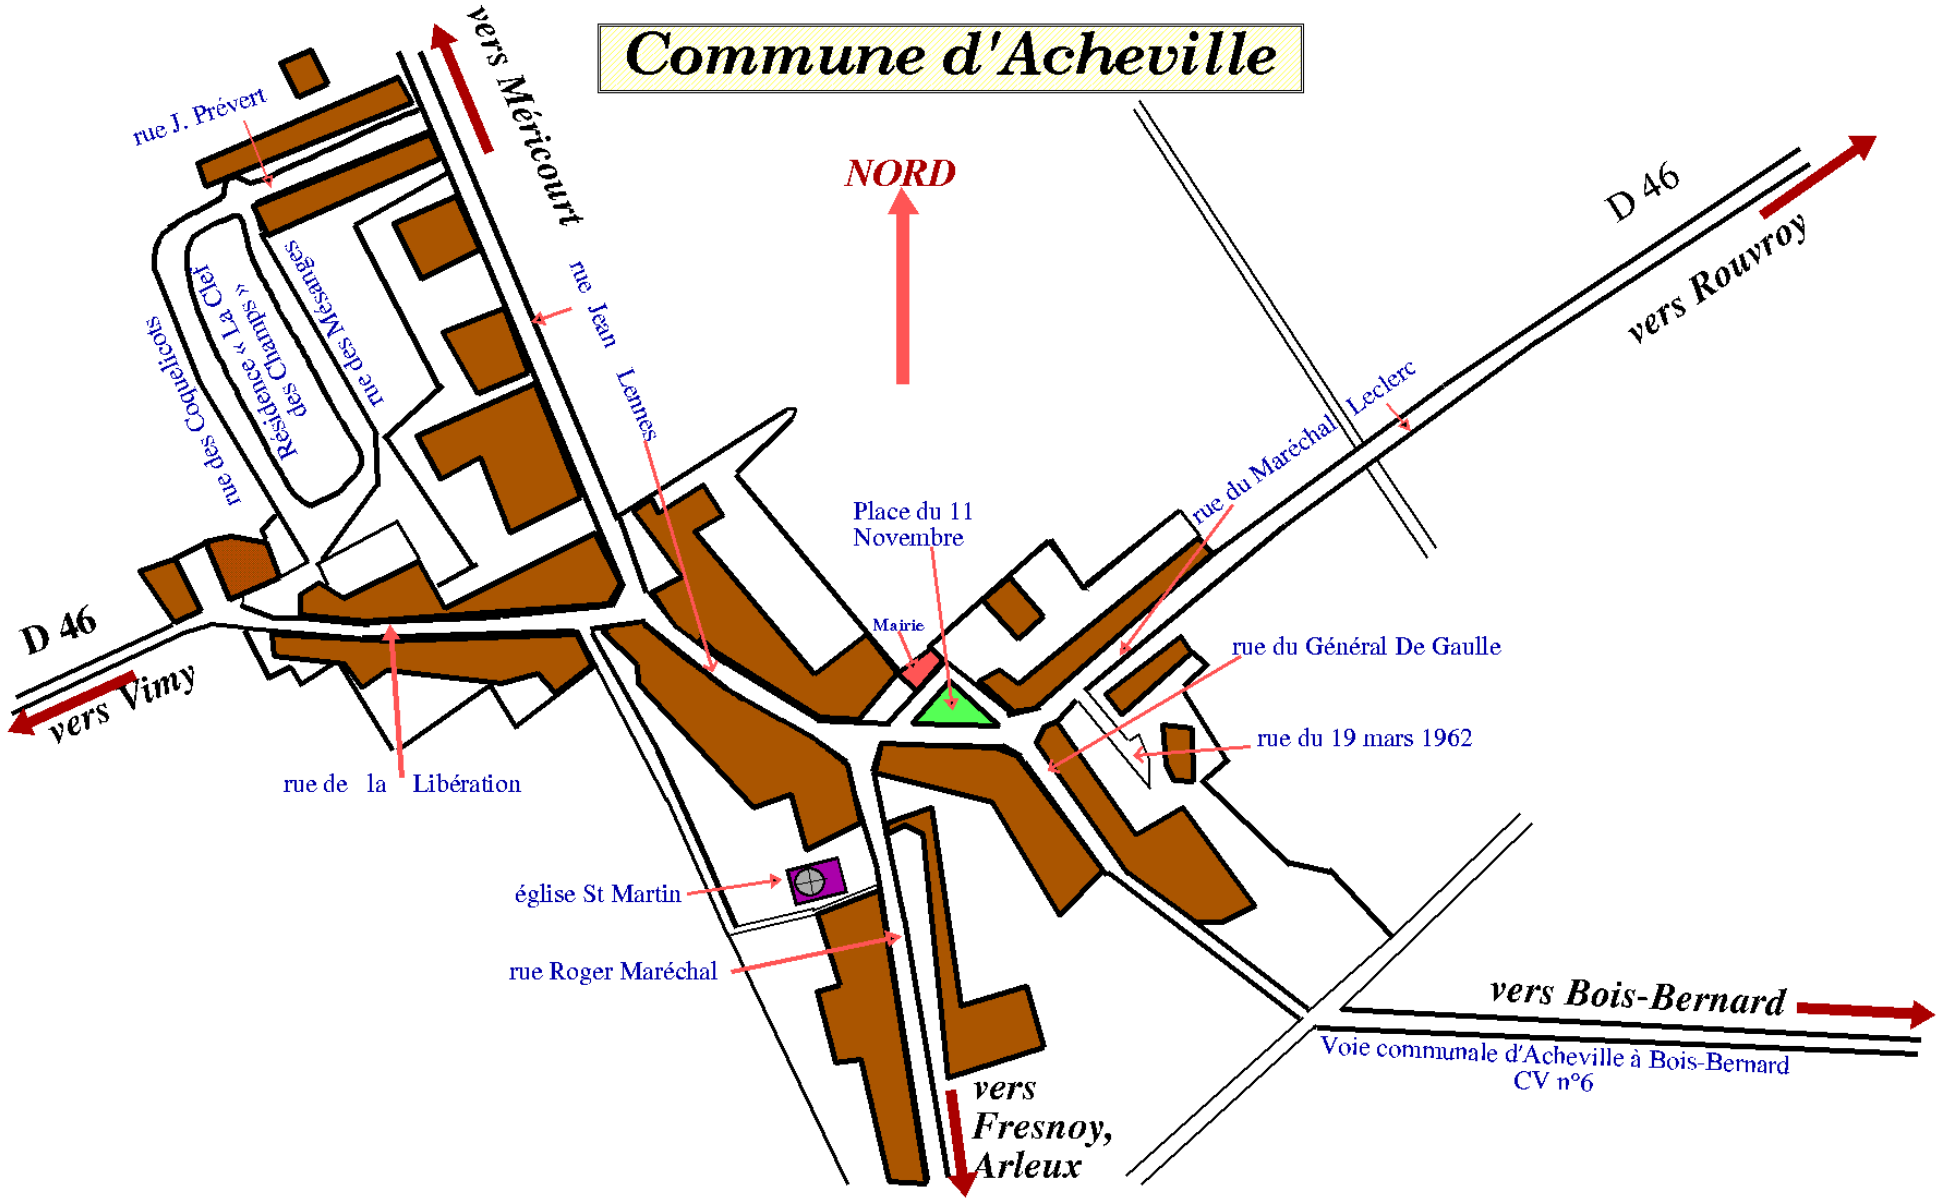 Commune d'Acheville
vers Méricourt
rue J. Prévert
NORD
D 46
vers Rouvroy
rue Jean Lennes
rue des Mésanges
Résidence « La Clef
des Champs »
rue des Coquelicots
rue du Maréchal Leclerc
Place du 11
Novembre
Mairie
D 46
vers Vimy
rue du Général De Gaulle
rue du 19 mars 1962
rue de la Libération
église St Martin
rue Roger Maréchal
vers Bois-Bernard
Voie communale d'Acheville à Bois-Bernard
CV n°6
vers
Fresnoy,
Arleux